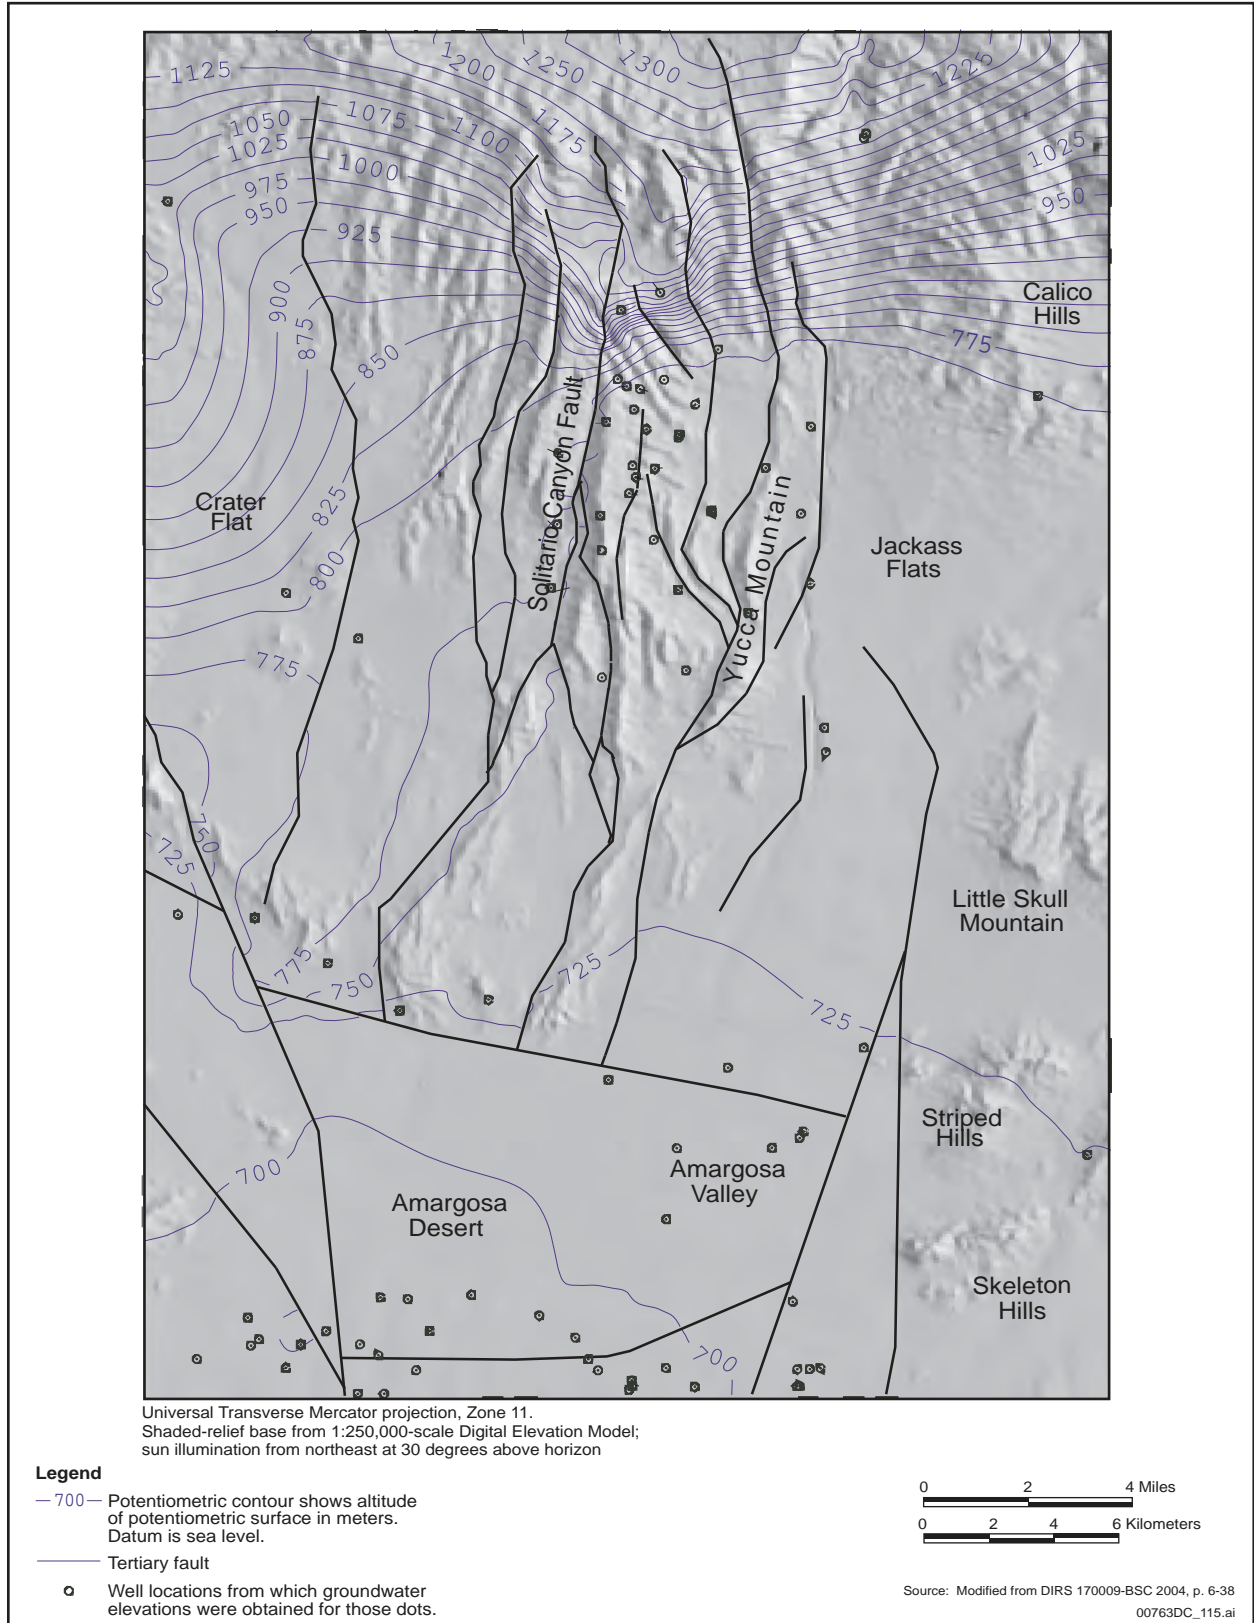 1125
1200
1250
1300
1225
1050
1075
1100
1175
1025
1000
1025
975
950
950
925
900
875
850
775
Calico
Hills
Solitario Canyon Fault
Crater
Flat
825
800
Yucca Mountain
Jackass
Flats
775
750
725
Little Skull
Mountain
775
750
725
725
Striped
Hills
700
Amargosa
Valley
Amargosa
Desert
Skeleton
Hills
700
Universal Transverse Mercator projection, Zone 11.
Shaded-relief base from 1:250,000-scale Digital Elevation Model;
sun illumination from northeast at 30 degrees above horizon
Legend
700 Potentiometric contour shows altitude
of potentiometric surface in meters.
Datum is sea level.
Tertiary fault
Well locations from which groundwater
elevations were obtained for those dots.
0 2 4 Miles
0 2 4 6 Kilometers
Source: Modified from DIRS 170009-BSC 2004, p. 6-38
00763DC_115.ai